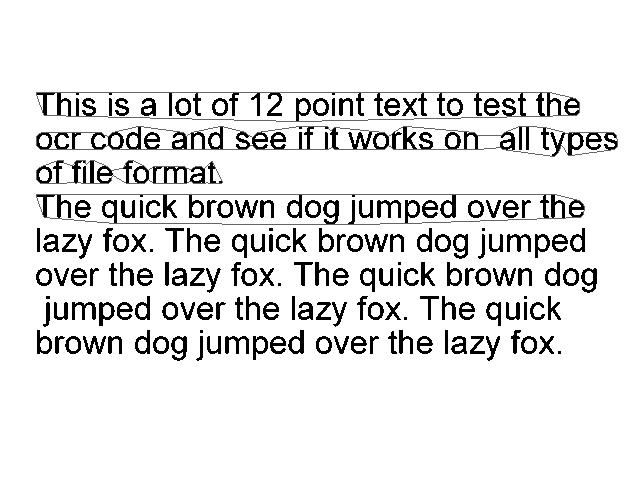 This is a lot of 12 point text to test the
ocr code and see if it works on  all types
of file format.
The quick brown dog jumped over the
lazy fox. The quick brown dog jumped
over the lazy fox. The quick brown dog
jumped over the lazy fox. The quick
brown dog jumped over the lazy fox.